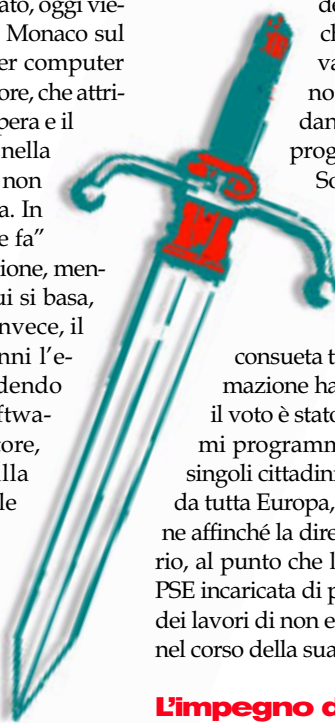 ato, oggi vie-
Monaco sul
er computer
ore, che attri-
pera e il
nella
non
a. In
e fa”
ione, men-
ui si basa,
nvece, il
nni l’e-
dendo
ftwa-
ore,
lla
le
de
ch
va
no
dan
prog
So
consueta t
mazione ha
il voto è stato
mi programm
singoli cittadini
da tutta Europa,
ne affinché la dire
rio, al punto che l
PSE incaricata di p
dei lavori di non e
nel corso della sua
L’impegno d